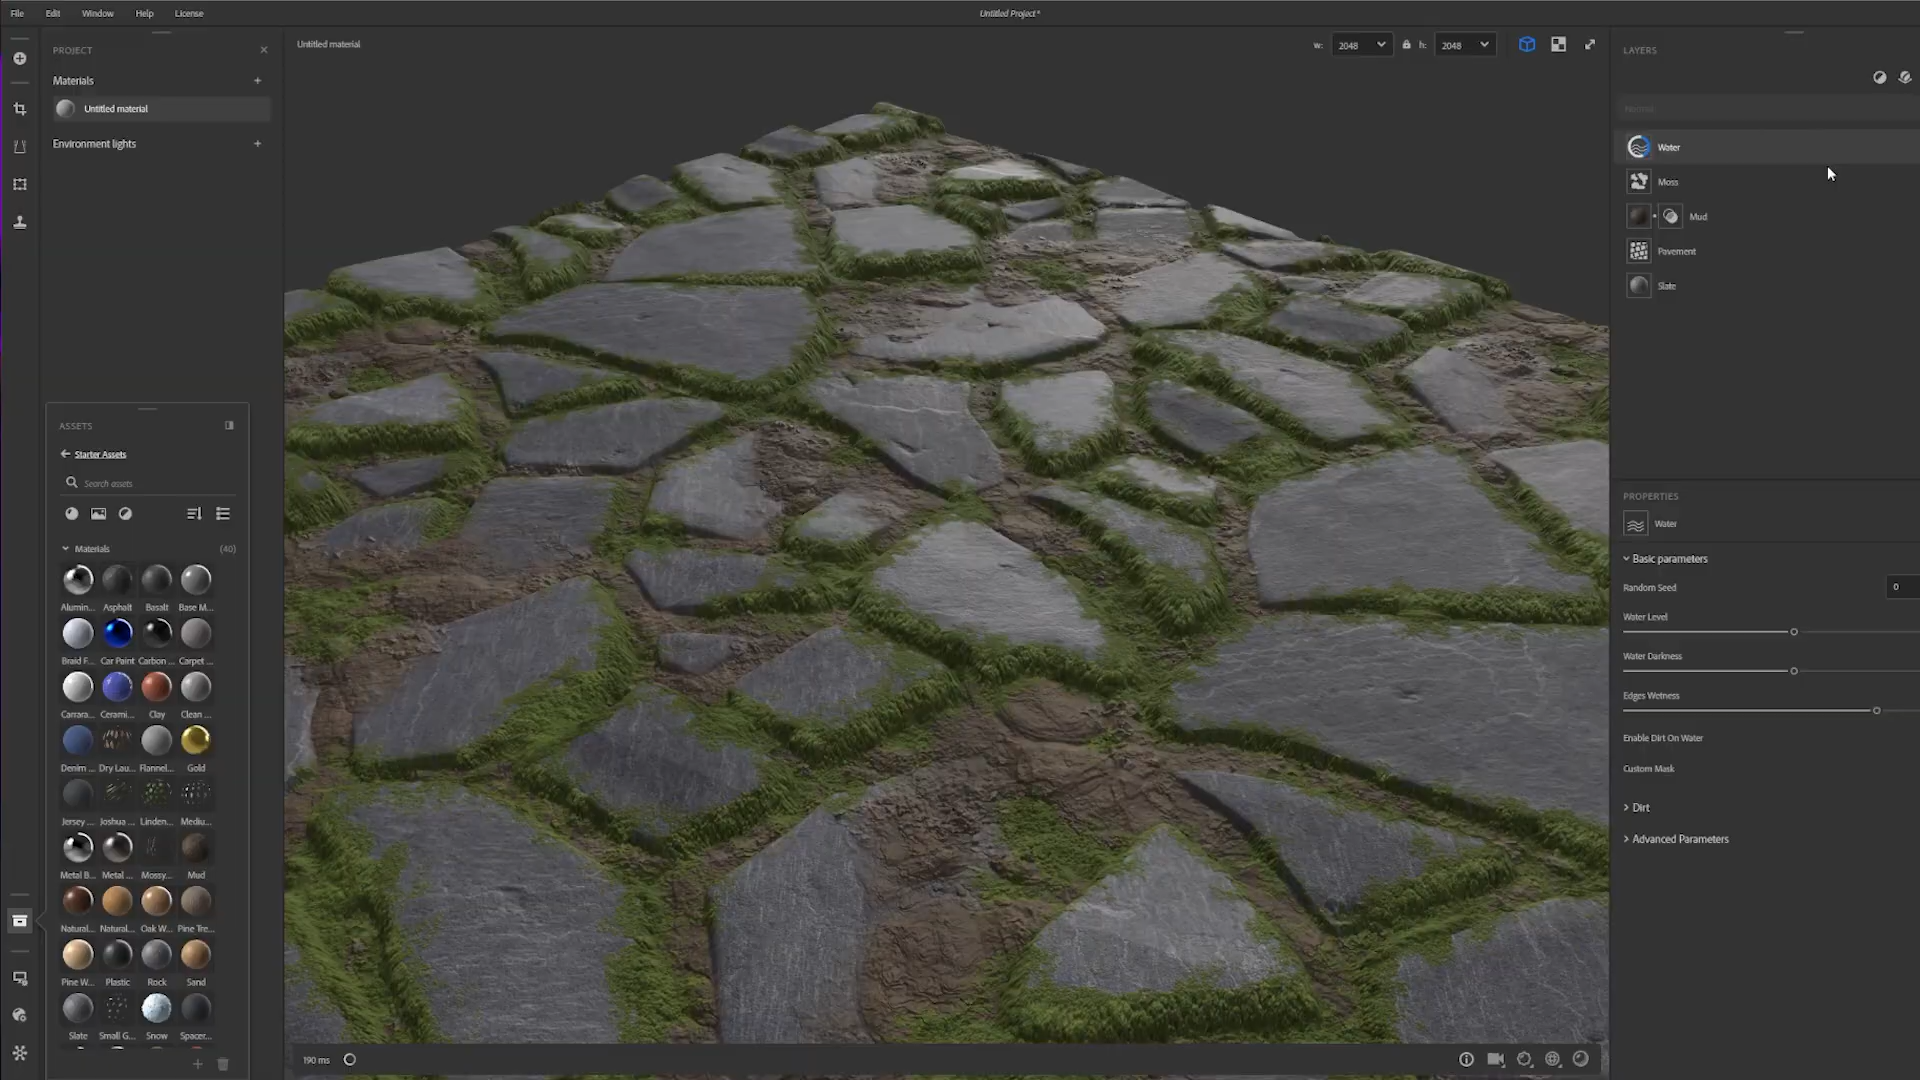 File Edit Window Help License
Untitled Project*
PROJECT
Materials
Untitled material
Environment lights
Untitled material
w: 2048 h: 2048
LAYERS
Normal
Water
Moss
Mud
Pavement
Slate
ASSETS
Starter Assets
Search assets
Materials (40)
Alumin... Asphalt Basalt Base M...
Braid F... Car Paint Carbon ... Carpet ...
Carrara... Cerami... Clay Clean ...
Denim ... Dry Lau... Flannel... Gold
Jersey ... Joshua ... Linden... Mediu...
Metal B... Metal ... Mossy... Mud
Natural... Natural... Oak W... Pine Tre...
Pine W... Plastic Rock Sand
Slate Small G... Snow Spacer...
PROPERTIES
Water
Basic parameters
Random Seed 0
Water Level
Water Darkness
Edges Wetness
Enable Dirt On Water
Custom Mask
Dirt
Advanced Parameters
190 ms